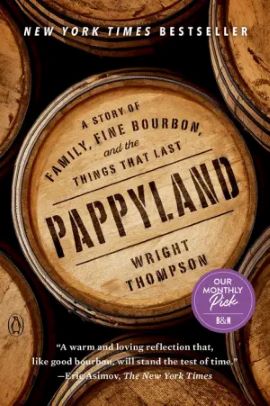 NEW YORK TIMES BESTSELLER
A STORY OF
FAMILY, FINE BOURBON,
and the
THINGS THAT LAST
PAPPYLAND
WRIGHT
THOMPSON
OUR
MONTHLY
Pick
B&N
“A warm and loving reflection that,
like good bourbon, will stand the test of time.”
—Eric Asimov, The New York Times